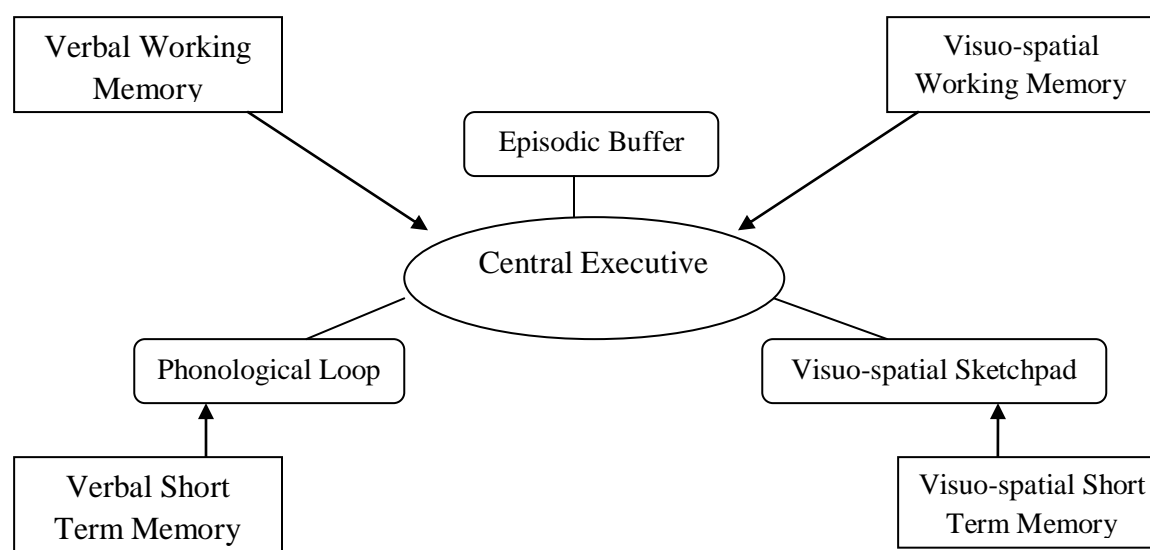 Verbal Working
Memory
Visuo-spatial
Working Memory
Episodic Buffer
Central Executive
Phonological Loop
Visuo-spatial Sketchpad
Verbal Short
Term Memory
Visuo-spatial Short
Term Memory